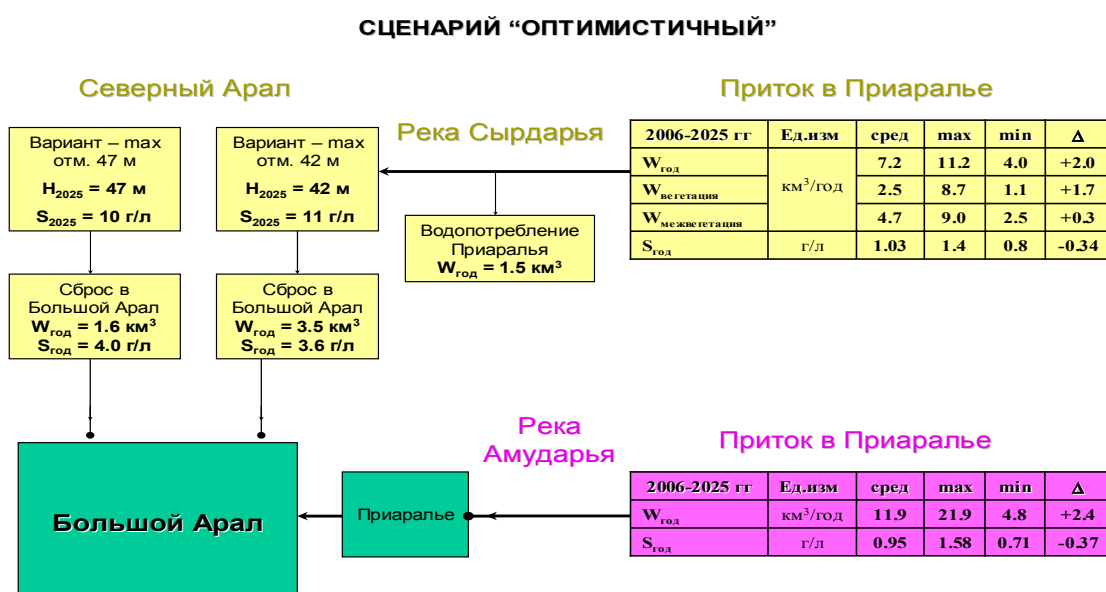 СЦЕНАРИЙ “ОПТИМИСТИЧНЫЙ”
Северный Арал
Приток в Приаралье
Вариант – max
отм. 47 м
H2025 = 47 м
S2025 = 10 г/л
Вариант – max
отм. 42 м
H2025 = 42 м
S2025 = 11 г/л
Река Сырдарья
2006-2025 гг Ед.изм сред max min Δ
Wгод км³/год 7.2 11.2 4.0 +2.0
Wвегетация 2.5 8.7 1.1 +1.7
Wмежвегетация 4.7 9.0 2.5 +0.3
Sгод г/л 1.03 1.4 0.8 -0.34
Водопотребление
Приаралья
Wгод = 1.5 км³
Сброс в
Большой Арал
Wгод = 1.6 км³
Sгод = 4.0 г/л
Сброс в
Большой Арал
Wгод = 3.5 км³
Sгод = 3.6 г/л
Река
Амударья
Приток в Приаралье
Большой Арал
Приаралье
2006-2025 гг Ед.изм сред max min Δ
Wгод км³/год 11.9 21.9 4.8 +2.4
Sгод г/л 0.95 1.58 0.71 -0.37